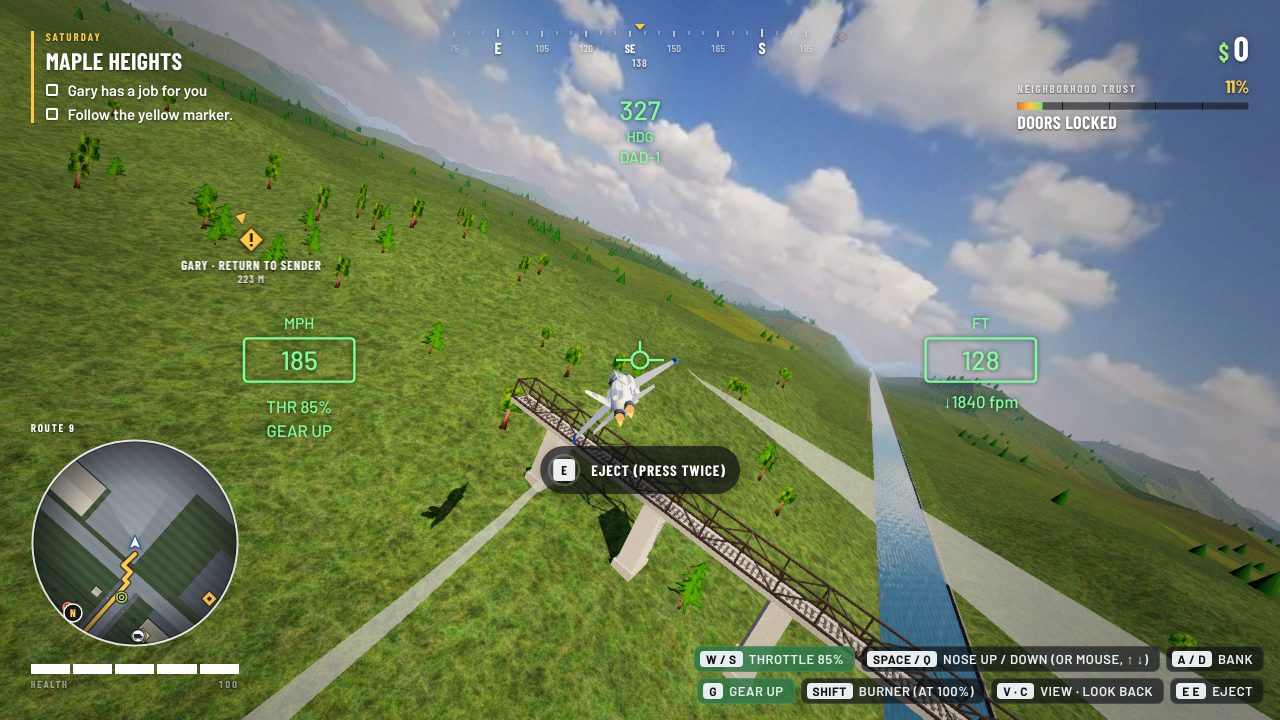 SATURDAY
MAPLE HEIGHTS
Gary has a job for you
Follow the yellow marker.
75 E 105 120 SE 150 165 S 195
138
327
HDG
DAD-1
$0
NEIGHBORHOOD TRUST 11%
DOORS LOCKED
GARY · RETURN TO SENDER
223 M
MPH
185
THR 85%
GEAR UP
FT
128
↓1840 fpm
E EJECT (PRESS TWICE)
ROUTE 9
N
HEALTH 100
W / S THROTTLE 85% SPACE / Q NOSE UP / DOWN (OR MOUSE, ↑ ↓) A / D BANK
G GEAR UP SHIFT BURNER (AT 100%) V · C VIEW · LOOK BACK E E EJECT